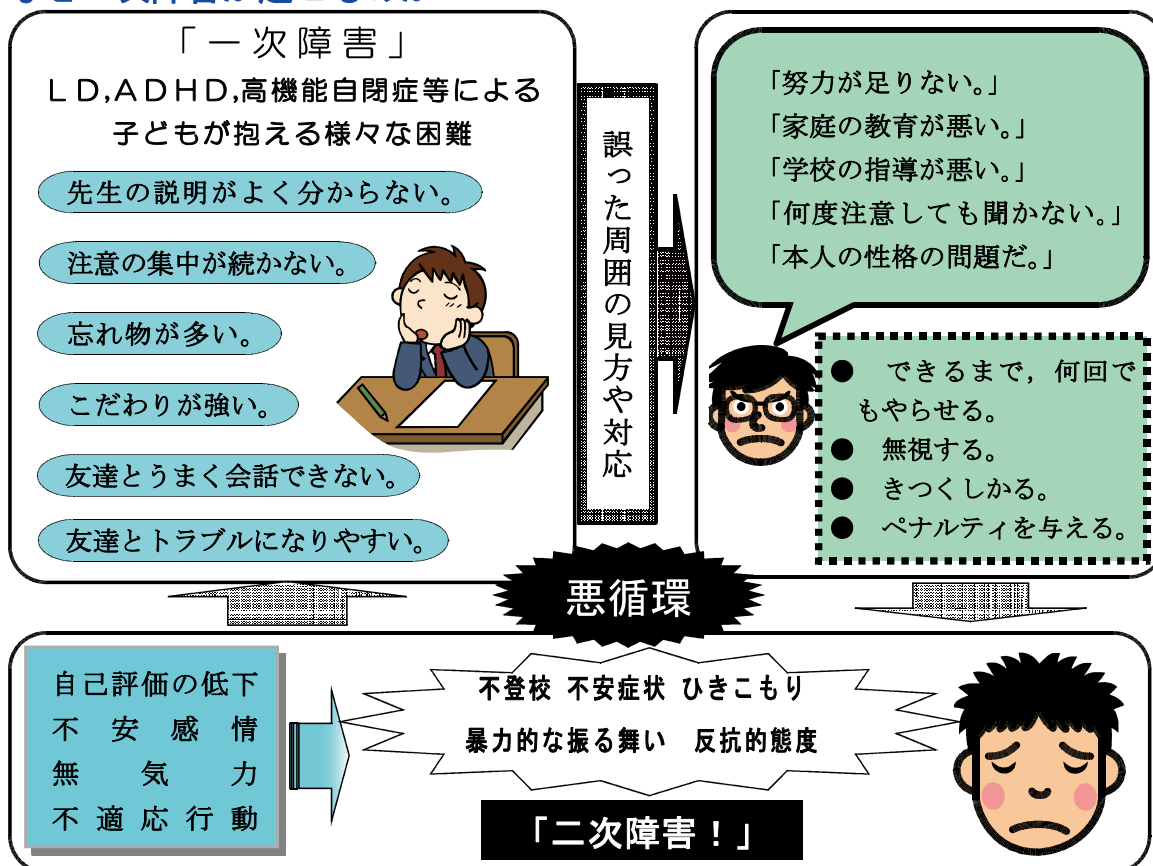 「一次障害」
ＬＤ,ＡＤＨＤ,高機能自閉症等による
子どもが抱える様々な困難
先生の説明がよく分からない。
注意の集中が続かない。
忘れ物が多い。
こだわりが強い。
友達とうまく会話できない。
友達とトラブルになりやすい。
誤った周囲の見方や対応
「努力が足りない。」
「家庭の教育が悪い。」
「学校の指導が悪い。」
「何度注意しても聞かない。」
「本人の性格の問題だ。」
● できるまで，何回で
もやらせる。
● 無視する。
● きつくしかる。
● ペナルティを与える。
悪循環
自己評価の低下
不安感情
無気力
不適応行動
不登校 不安症状 ひきこもり
暴力的な振る舞い 反抗的態度
「二次障害！」